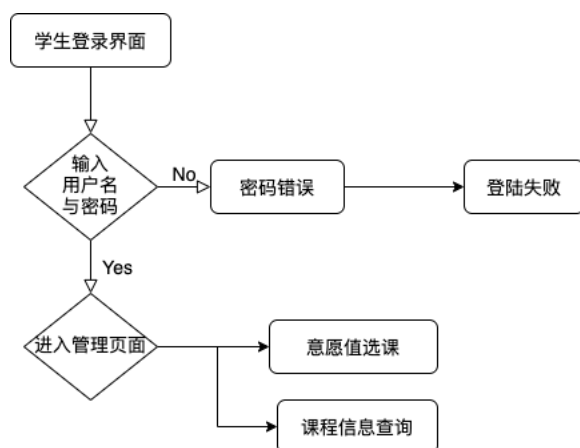 学生登录界面
输入
用户名
与密码
No
密码错误
登陆失败
Yes
进入管理页面
意愿值选课
课程信息查询